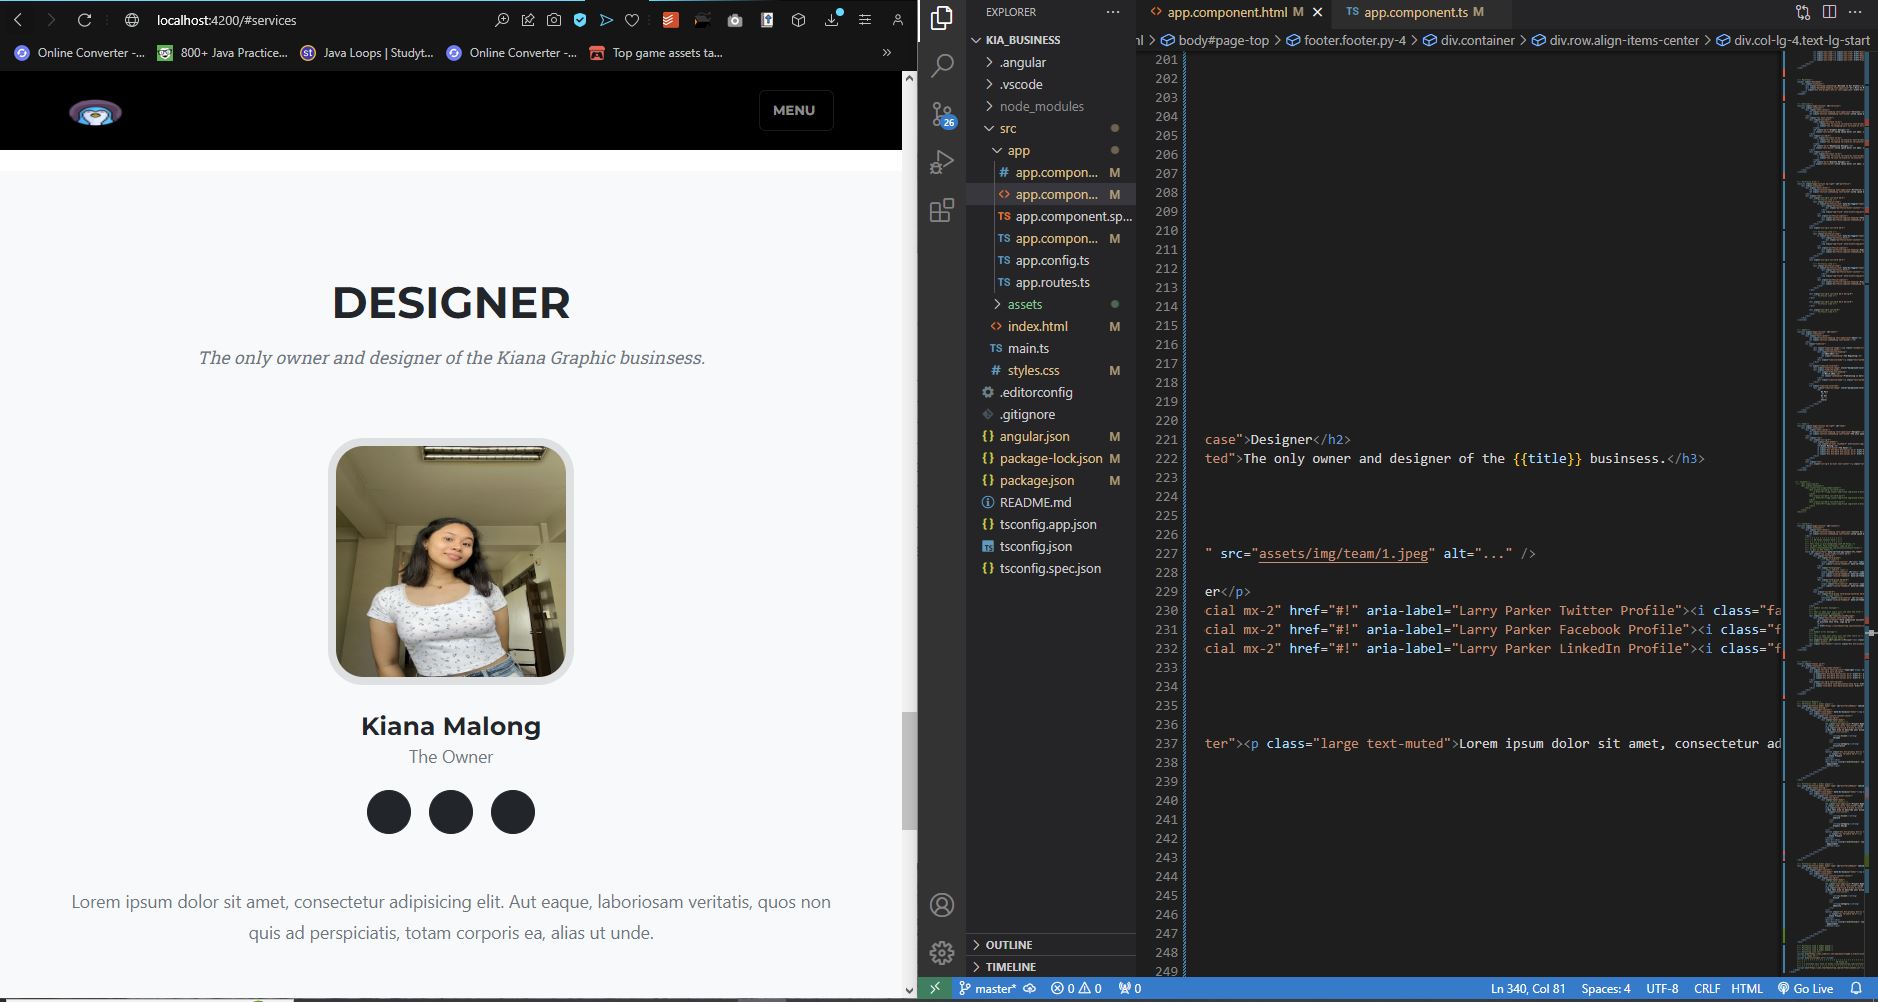 localhost:4200/#services
Online Converter -...
800+ Java Practice...
st
Java Loops | Studyt...
Online Converter -...
Top game assets ta...
»
MENU
DESIGNER
The only owner and designer of the Kiana Graphic businsess.
Kiana Malong
The Owner
Lorem ipsum dolor sit amet, consectetur adipisicing elit. Aut eaque, laboriosam veritatis, quos non
quis ad perspiciatis, totam corporis ea, alias ut unde.
26
EXPLORER ...
KIA_BUSINESS
> .angular
> .vscode
> node_modules
src
app
# app.compon... M
<> app.compon... M
TS app.component.sp...
TS app.compon... M
TS app.config.ts
TS app.routes.ts
> assets
<> index.html M
TS main.ts
# styles.css M
.editorconfig
.gitignore
{} angular.json M
{} package-lock.json M
{} package.json M
README.md
{} tsconfig.app.json
TS tsconfig.json
{} tsconfig.spec.json
> OUTLINE
> TIMELINE
<> app.component.html M ×
TS app.component.ts M
...
nl > body#page-top > footer.footer.py-4 > div.container > div.row.align-items-center > div.col-lg-4.text-lg-start
201
202
203
204
205
206
207
208
209
210
211
212
213
214
215
216
217
218
219
220
221 case">Designer</h2>
222 ted">The only owner and designer of the {{title}} businsess.</h3>
223
224
225
226
227 " src="assets/img/team/1.jpeg" alt="..." />
228
229 er</p>
230 cial mx-2" href="#!" aria-label="Larry Parker Twitter Profile"><i class="fa
231 cial mx-2" href="#!" aria-label="Larry Parker Facebook Profile"><i class="f
232 cial mx-2" href="#!" aria-label="Larry Parker LinkedIn Profile"><i class="f
233
234
235
236
237 ter"><p class="large text-muted">Lorem ipsum dolor sit amet, consectetur ad
238
239
240
241
242
243
244
245
246
247
248
249
master* 0 0 0 Ln 340, Col 81 Spaces: 4 UTF-8 CRLF HTML Go Live